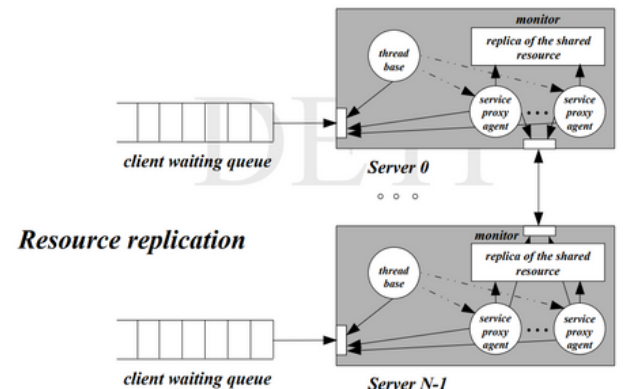 monitor
replica of the shared
resource
thread
base
service
proxy
agent
...
service
proxy
agent
client waiting queue
Server 0
DETI
Resource replication
monitor
replica of the shared
resource
thread
base
service
proxy
agent
...
service
proxy
agent
client waiting queue
Server N-1